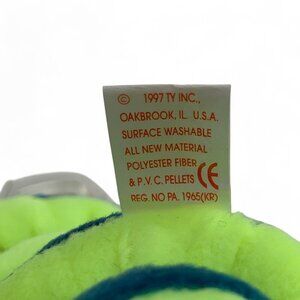 © 1997 TY INC.,
OAKBROOK, IL. U.S.A.
SURFACE WASHABLE
ALL NEW MATERIAL
POLYESTER FIBER
& P.V.C. PELLETS CE
REG. NO PA. 1965(KR)